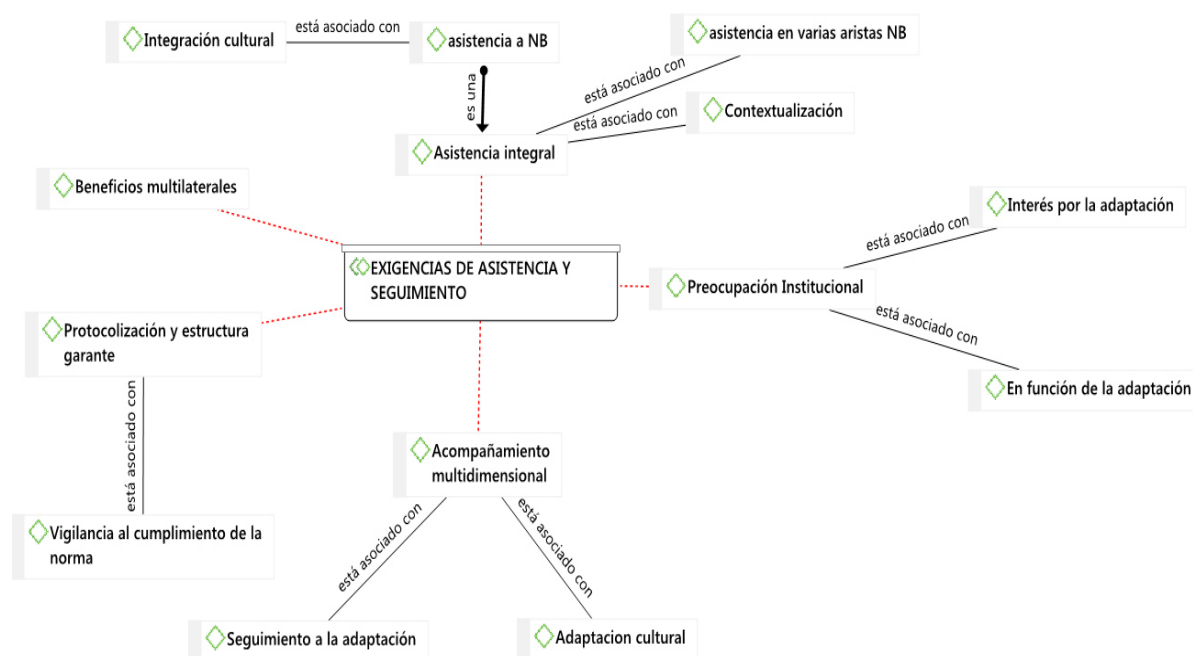 Integración cultural
está asociado con
asistencia a NB
asistencia en varias aristas NB
es una
está asociado con
está asociado con
Contextualización
Asistencia integral
Beneficios multilaterales
Interés por la adaptación
está asociado con
EXIGENCIAS DE ASISTENCIA Y
SEGUIMIENTO
Preocupación Institucional
está asociado con
Protocolización y estructura
garante
En función de la adaptación
está asociado con
Acompañamiento
multidimensional
Vigilancia al cumplimiento de la
norma
está asociado con
está asociado con
Seguimiento a la adaptación
Adaptacion cultural